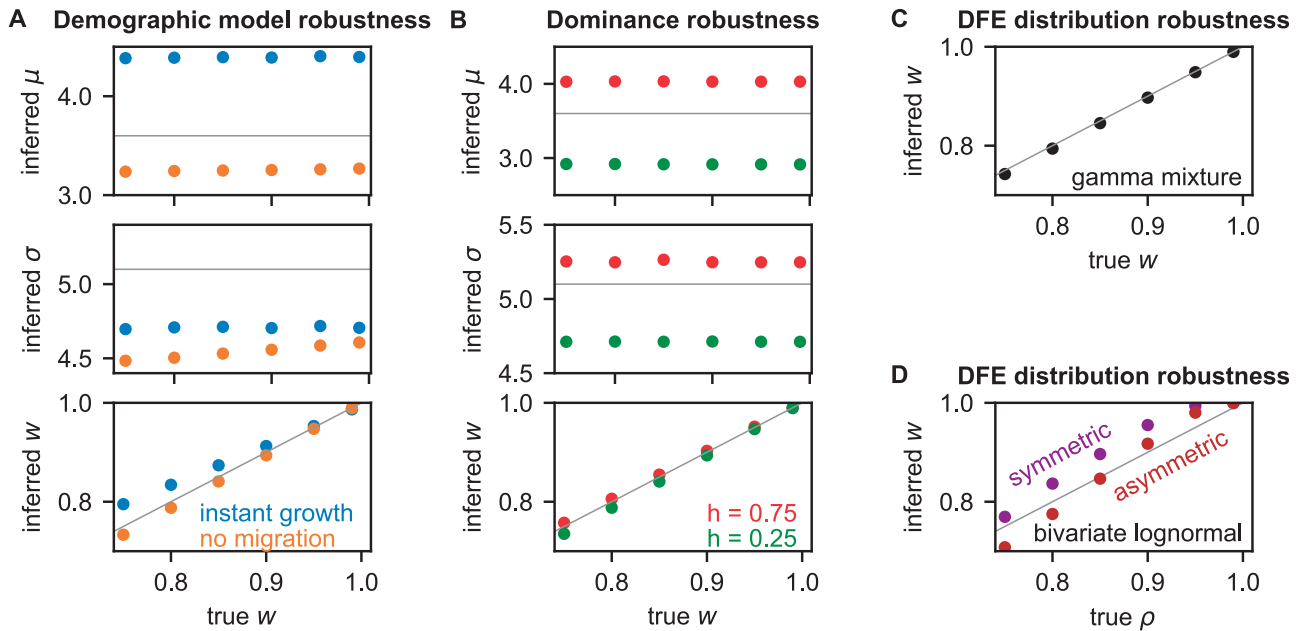 A Demographic model robustness
inferred μ
4.0
3.0
inferred σ
5.0
4.5
inferred w
1.0
0.8
instant growth
no migration
0.8 0.9 1.0
true w
B Dominance robustness
inferred μ
4.0
3.0
inferred σ
5.5
5.0
4.5
inferred w
1.0
0.8
h = 0.75
h = 0.25
0.8 0.9 1.0
true w
C DFE distribution robustness
inferred w
1.0
0.8
gamma mixture
0.8 0.9 1.0
true w
D DFE distribution robustness
inferred w
1.0
0.8
symmetric
asymmetric
bivariate lognormal
0.8 0.9 1.0
true ρ